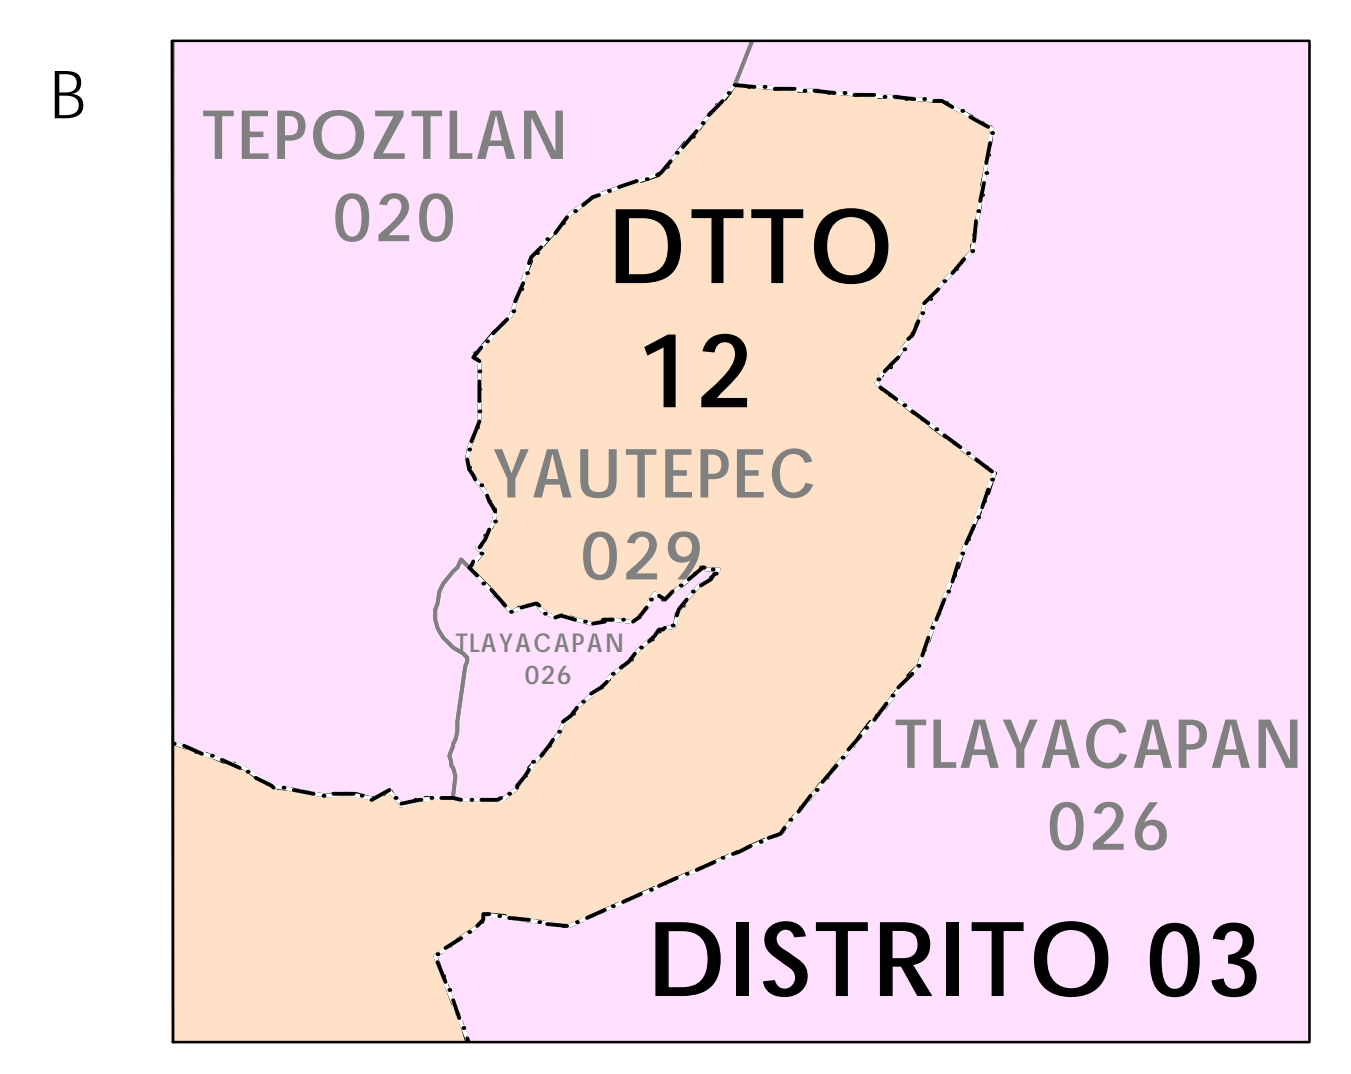 B
TEPOZTLAN
020
DTTO
12
YAUTEPEC
029
TLAYACAPAN
026
TLAYACAPAN
026
DISTRITO 03